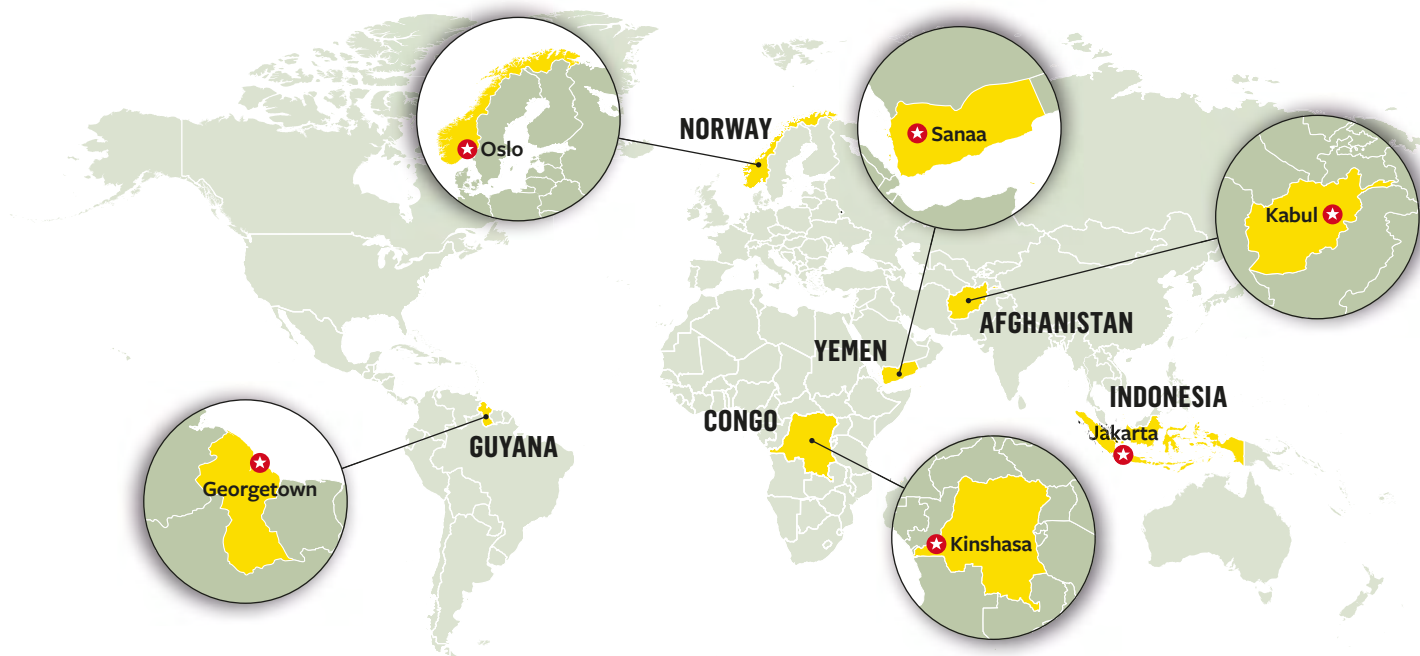 NORWAY
Oslo
Sanaa
Kabul
AFGHANISTAN
YEMEN
INDONESIA
Jakarta
CONGO
GUYANA
Georgetown
Kinshasa